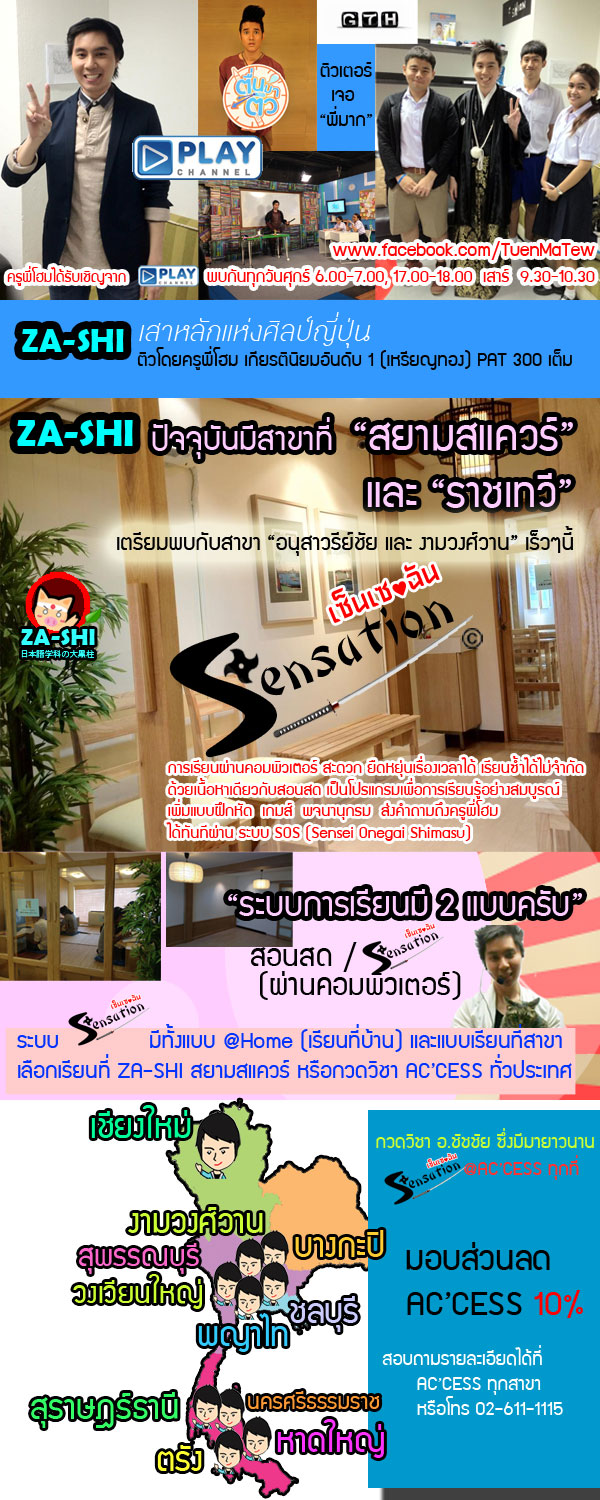 GTH
ติวเตอร์
เจอ
“พี่มาก”
ตื่นมาติว
PLAY
CHANNEL
www.facebook.com/TuenMaTew
ครูพี่โฮมได้รับเชิญจาก PLAY CHANNEL พบกันทุกวันศุกร์ 6.00-7.00, 17.00-18.00 เสาร์ 9.30-10.30
ZA-SHI เสาหลักแห่งศิลป์ญี่ปุ่น
ติวโดยครูพี่โฮม เกียรตินิยมอันดับ 1 (เหรียญทอง) PAT 300 เต็ม
ZA-SHI ปัจจุบันมีสาขาที่ “สยามสแควร์”
และ “ราชเทวี”
เตรียมพบกับสาขา “อนุสาวรีย์ชัย และ งามวงศ์วาน” เร็วๆนี้
ZA-SHI
日本語学科の大黒柱
เซ็นเซ♥ฉัน
Sensation ©
การเรียนผ่านคอมพิวเตอร์ สะดวก ยืดหยุ่นเรื่องเวลาได้ เรียนซ้ำได้ไม่จำกัด
ด้วยเนื้อหาเดียวกับสอนสด เป็นโปรแกรมเพื่อการเรียนรู้อย่างสมบูรณ์
เพิ่มแบบฝึกหัด เกมส์ พจนานุกรม ส่งคำถามถึงครูพี่โฮม
ได้ทันทีผ่าน ระบบ SOS (Sensei Onegai Shimasu)
“ระบบการเรียนมี 2 แบบครับ”
สอนสด / เซ็นเซ♥ฉัน Sensation
(ผ่านคอมพิวเตอร์)
ระบบ เซ็นเซ♥ฉัน Sensation มีทั้งแบบ @Home (เรียนที่บ้าน) และแบบเรียนที่สาขา
เลือกเรียนที่ ZA-SHI สยามสแควร์ หรือกวดวิชา AC'CESS ทั่วประเทศ
เชียงใหม่
งามวงศ์วาน
สุพรรณบุรี
บางกะปิ
วงเวียนใหญ่
ชลบุรี
พญาไท
สุราษฎร์ธานี
นครศรีธรรมราช
หาดใหญ่
ตรัง
กวดวิชา อ.ชัชชัย ซึ่งมีมายาวนาน
เซ็นเซ♥ฉัน Sensation @AC'CESS ทุกที่
มอบส่วนลด
AC'CESS 10%
สอบถามรายละเอียดได้ที่
AC'CESS ทุกสาขา
หรือโทร 02-611-1115